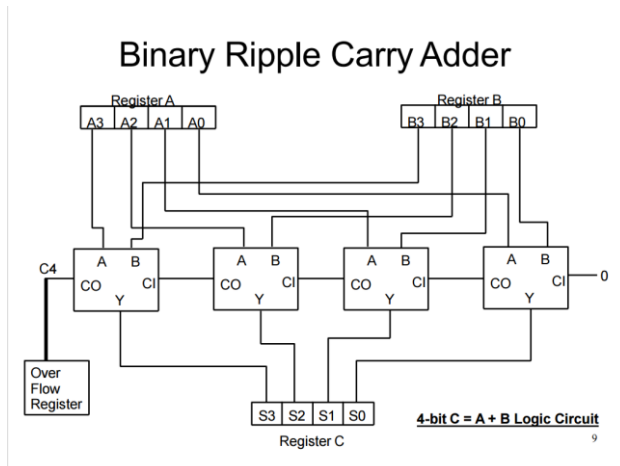 Binary Ripple Carry Adder
Register A
Register B
A3 A2 A1 A0
B3 B2 B1 B0
A B
A B
A B
A B
C4
CO CI
CO CI
CO CI
CO CI
0
Y
Y
Y
Y
Over
Flow
Register
S3 S2 S1 S0
Register C
4-bit C = A + B Logic Circuit
9